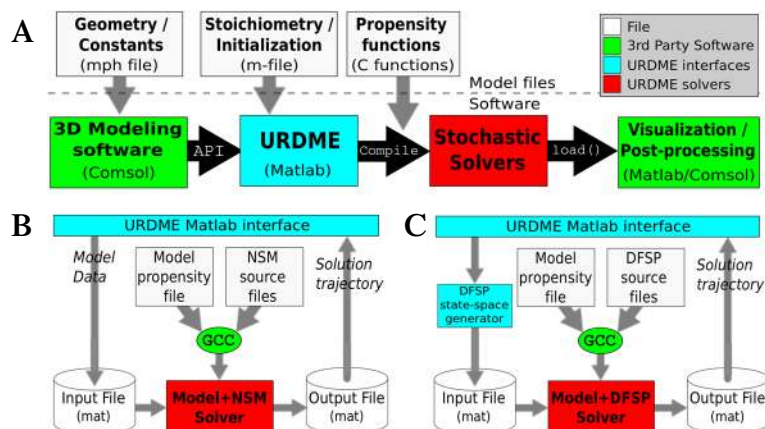 A
Geometry /
Constants
(mph file)
Stoichiometry /
Initialization
(m-file)
Propensity
functions
(C functions)
File
3rd Party Software
URDME interfaces
URDME solvers
Model files
Software
3D Modeling
software
(Comsol)
API
URDME
(Matlab)
Compile
Stochastic
Solvers
load()
Visualization /
Post-processing
(Matlab/Comsol)
B
URDME Matlab interface
Model
Data
Model
propensity
file
NSM
source
files
Solution
trajectory
GCC
Input File
(mat)
Model+NSM
Solver
Output File
(mat)
C
URDME Matlab interface
DFSP
state-space
generator
Model
propensity
file
DFSP
source
files
Solution
trajectory
GCC
Input File
(mat)
Model+DFSP
Solver
Output File
(mat)